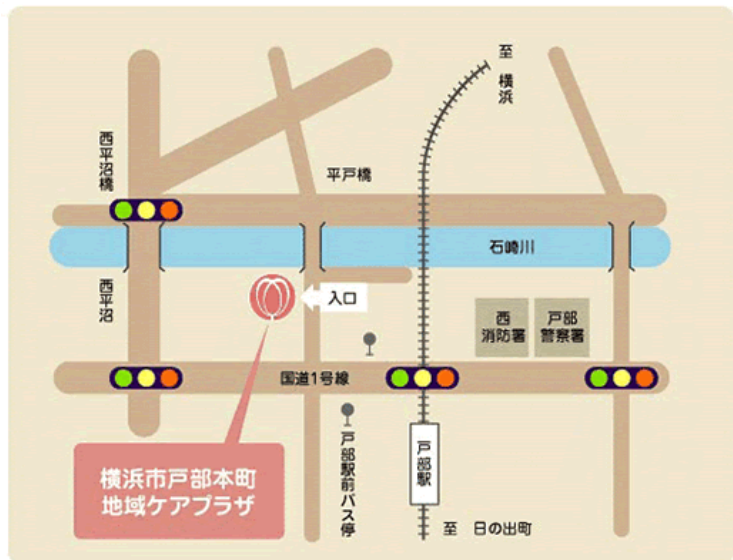 至 横浜
西平沼橋
平戸橋
石崎川
西平沼
入口
西
消防署
戸部
警察署
国道1号線
戸部駅前バス停
戸部駅
横浜市戸部本町
地域ケアプラザ
至 日の出町